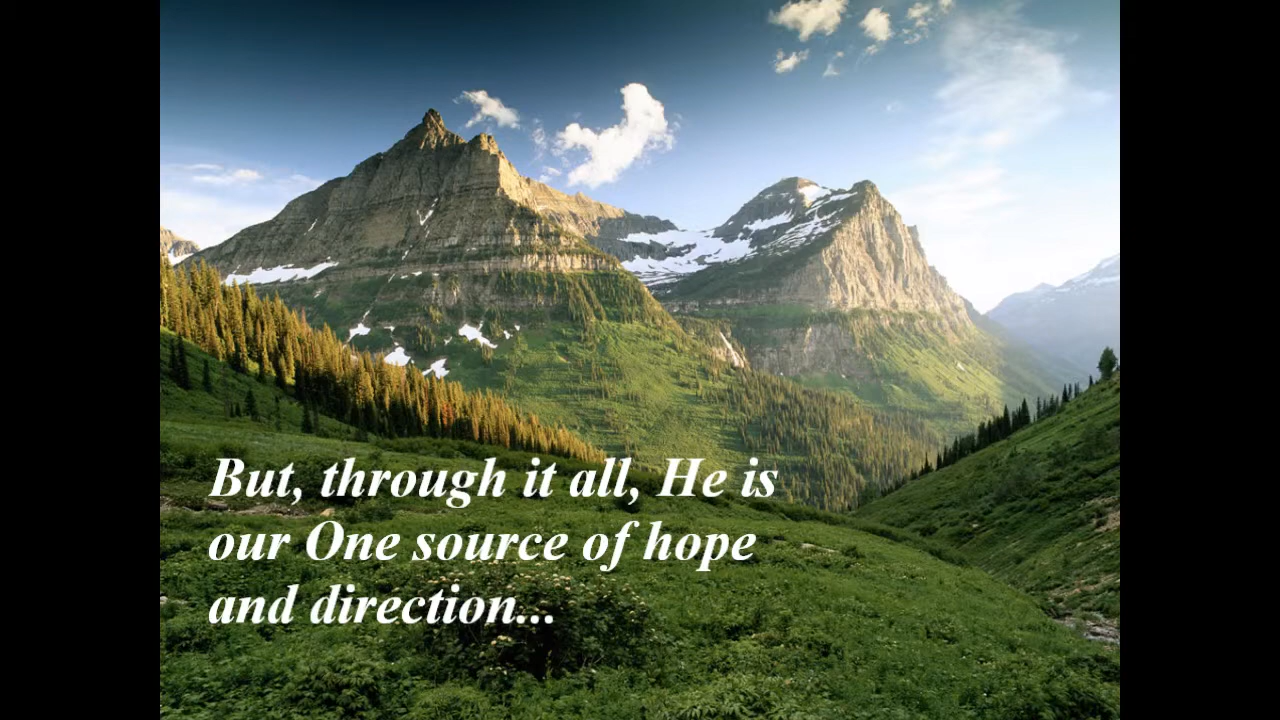 But, through it all, He is
our One source of hope
and direction...